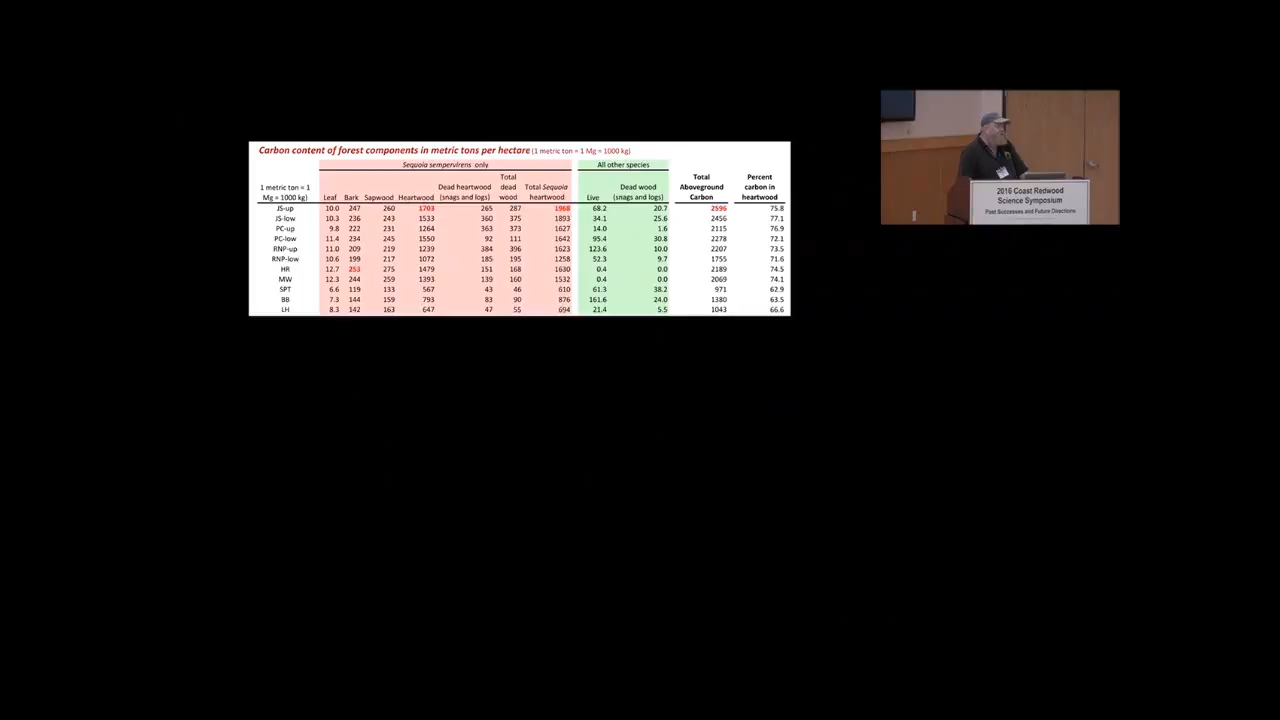 Carbon content of forest components in metric tons per hectare (1 metric ton = 1 Mg = 1000 kg)
Sequoia sempervirens only All other species
1 metric ton = 1 Mg = 1000 kg) Leaf Bark Sapwood Heartwood Dead heartwood (snags and logs) Total dead wood Total Sequoia heartwood Live Dead wood (snags and logs) Total Aboveground Carbon Percent carbon in heartwood
JS-up 10.0 247 260 1703 265 287 1968 68.2 20.7 2596 75.8
JS-low 10.3 236 243 1533 360 375 1893 34.1 25.6 2456 77.1
PC-up 9.8 222 231 1264 363 373 1627 14.0 1.6 2115 76.9
PC-low 11.4 234 245 1550 92 111 1642 95.4 30.8 2278 72.1
RNP-up 11.0 209 219 1239 384 396 1623 123.6 10.0 2207 73.5
RNP-low 10.6 199 217 1072 185 195 1258 52.3 9.7 1755 71.6
HR 12.7 253 275 1479 151 168 1630 0.4 0.0 2189 74.5
MW 12.3 244 259 1393 139 160 1532 0.4 0.0 2069 74.1
SPT 6.6 119 133 567 43 46 610 61.3 38.2 971 62.9
BB 7.3 144 159 793 83 90 876 161.6 24.0 1380 63.5
LH 8.3 142 163 647 47 55 694 21.4 5.5 1043 66.6
2016 Coast Redwood
Science Symposium
Past Successes and Future Directions